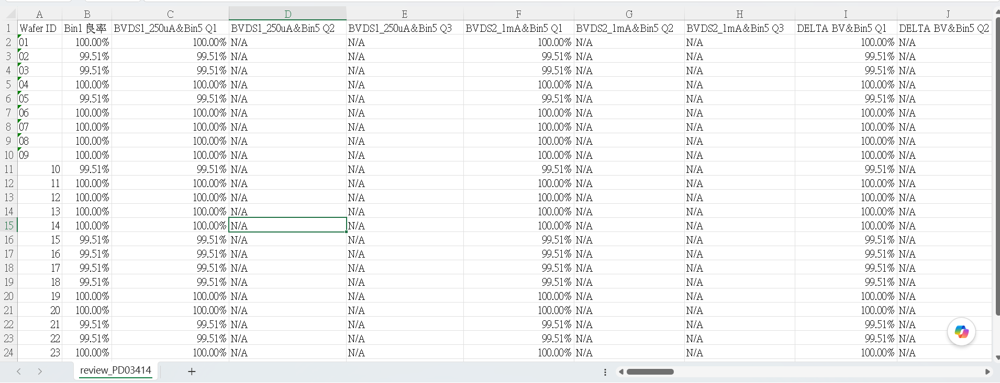 A B C D E F G H I J
1 Wafer ID Bin1 良率 BVDS1_250uA&Bin5 Q1 BVDS1_250uA&Bin5 Q2 BVDS1_250uA&Bin5 Q3 BVDS2_1mA&Bin5 Q1 BVDS2_1mA&Bin5 Q2 BVDS2_1mA&Bin5 Q3 DELTA BV&Bin5 Q1 DELTA BV&Bin5 Q2
2 01 100.00% 100.00% N/A N/A 100.00% N/A N/A 100.00% N/A
3 02 99.51% 99.51% N/A N/A 99.51% N/A N/A 99.51% N/A
4 03 99.51% 99.51% N/A N/A 99.51% N/A N/A 99.51% N/A
5 04 100.00% 100.00% N/A N/A 100.00% N/A N/A 100.00% N/A
6 05 99.51% 99.51% N/A N/A 99.51% N/A N/A 99.51% N/A
7 06 100.00% 100.00% N/A N/A 100.00% N/A N/A 100.00% N/A
8 07 100.00% 100.00% N/A N/A 100.00% N/A N/A 100.00% N/A
9 08 100.00% 100.00% N/A N/A 100.00% N/A N/A 100.00% N/A
10 09 100.00% 100.00% N/A N/A 100.00% N/A N/A 100.00% N/A
11 10 99.51% 99.51% N/A N/A 99.51% N/A N/A 99.51% N/A
12 11 100.00% 100.00% N/A N/A 100.00% N/A N/A 100.00% N/A
13 12 100.00% 100.00% N/A N/A 100.00% N/A N/A 100.00% N/A
14 13 100.00% 100.00% N/A N/A 100.00% N/A N/A 100.00% N/A
15 14 100.00% 100.00% N/A N/A 100.00% N/A N/A 100.00% N/A
16 15 99.51% 99.51% N/A N/A 99.51% N/A N/A 99.51% N/A
17 16 99.51% 99.51% N/A N/A 99.51% N/A N/A 99.51% N/A
18 17 99.51% 99.51% N/A N/A 99.51% N/A N/A 99.51% N/A
19 18 99.51% 99.51% N/A N/A 99.51% N/A N/A 99.51% N/A
20 19 100.00% 100.00% N/A N/A 100.00% N/A N/A 100.00% N/A
21 20 100.00% 100.00% N/A N/A 100.00% N/A N/A 100.00% N/A
22 21 99.51% 99.51% N/A N/A 99.51% N/A N/A 99.51% N/A
23 22 99.51% 99.51% N/A N/A 99.51% N/A N/A 99.51% N/A
24 23 100.00% 100.00% N/A N/A 100.00% N/A N/A 100.00% N/A
review_PD03414